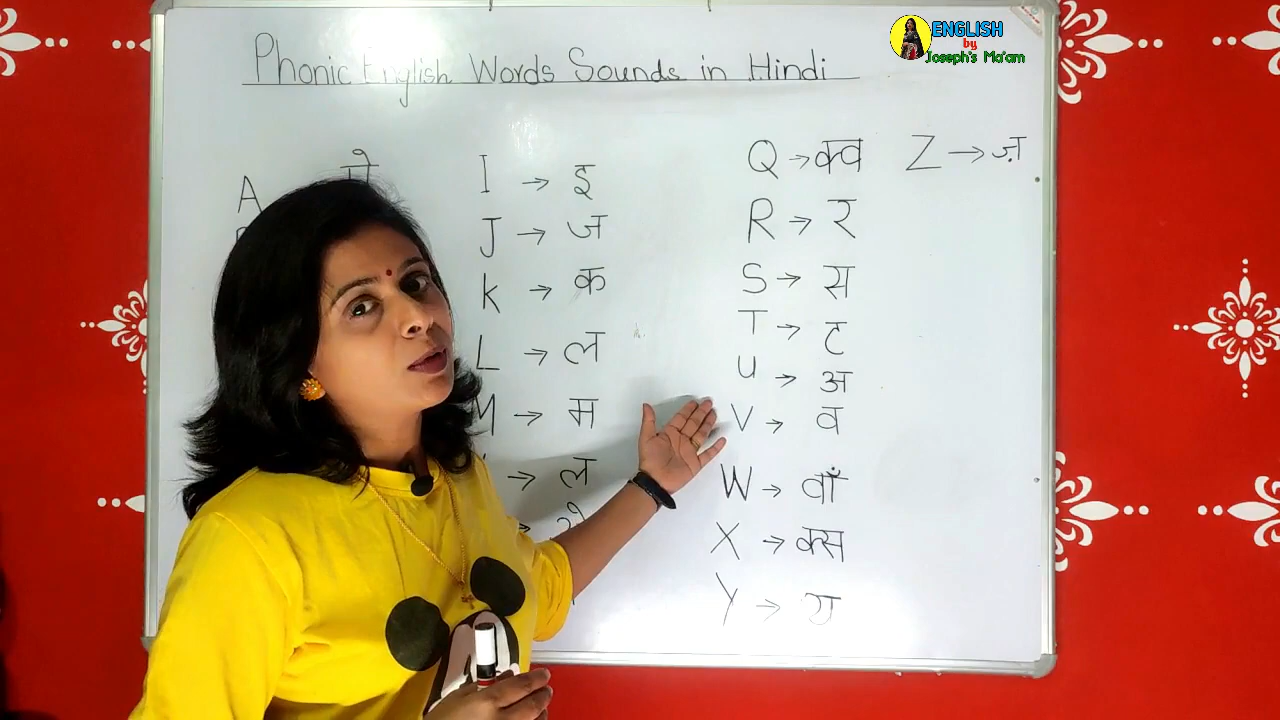 ENGLISH
by
Joseph's Ma'am
Phonic English Words Sounds in Hindi
A
I → इ
J → ज
K → क
L → ल
M → म
→ ल
Q → क्व
R → र
S → स
T → ट
U → अ
V → व
W → वाँ
X → क्स
Y → य
Z → ज़